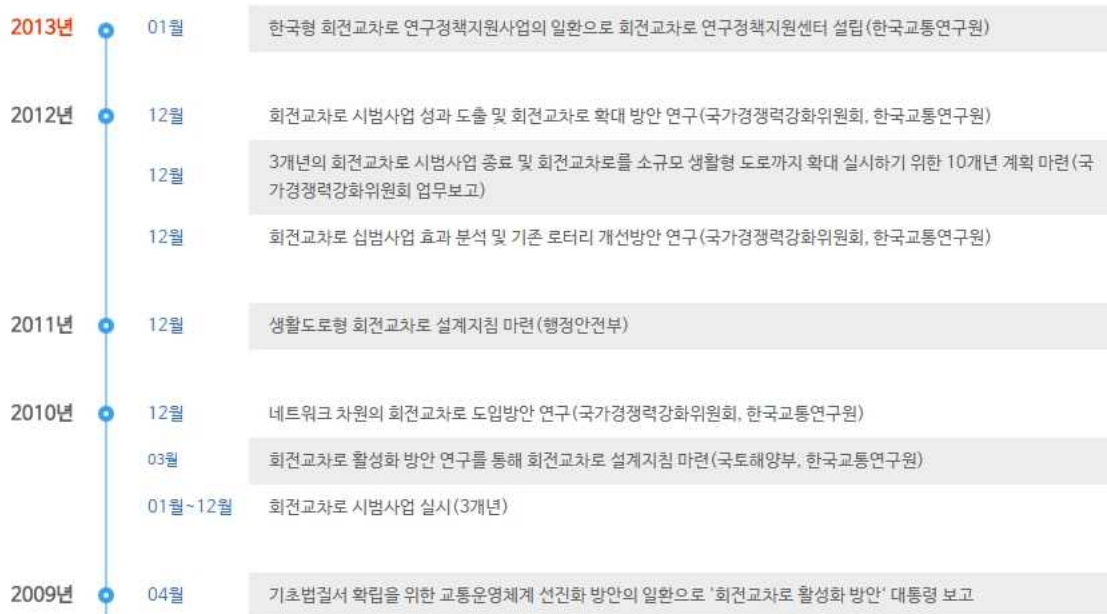 2013년 01월 한국형 회전교차로 연구정책지원사업의 일환으로 회전교차로 연구정책지원센터 설립(한국교통연구원)
2012년 12월 회전교차로 시범사업 성과 도출 및 회전교차로 확대 방안 연구(국가경쟁력강화위원회, 한국교통연구원)
12월 3개년의 회전교차로 시범사업 종료 및 회전교차로를 소규모 생활형 도로까지 확대 실시하기 위한 10개년 계획 마련(국
가경쟁력강화위원회 업무보고)
12월 회전교차로 십범사업 효과 분석 및 기존 로터리 개선방안 연구(국가경쟁력강화위원회, 한국교통연구원)
2011년 12월 생활도로형 회전교차로 설계지침 마련(행정안전부)
2010년 12월 네트워크 차원의 회전교차로 도입방안 연구(국가경쟁력강화위원회, 한국교통연구원)
03월 회전교차로 활성화 방안 연구를 통해 회전교차로 설계지침 마련(국토해양부, 한국교통연구원)
01월~12월 회전교차로 시범사업 실시(3개년)
2009년 04월 기초법질서 확립을 위한 교통운영체계 선진화 방안의 일환으로 '회전교차로 활성화 방안' 대통령 보고